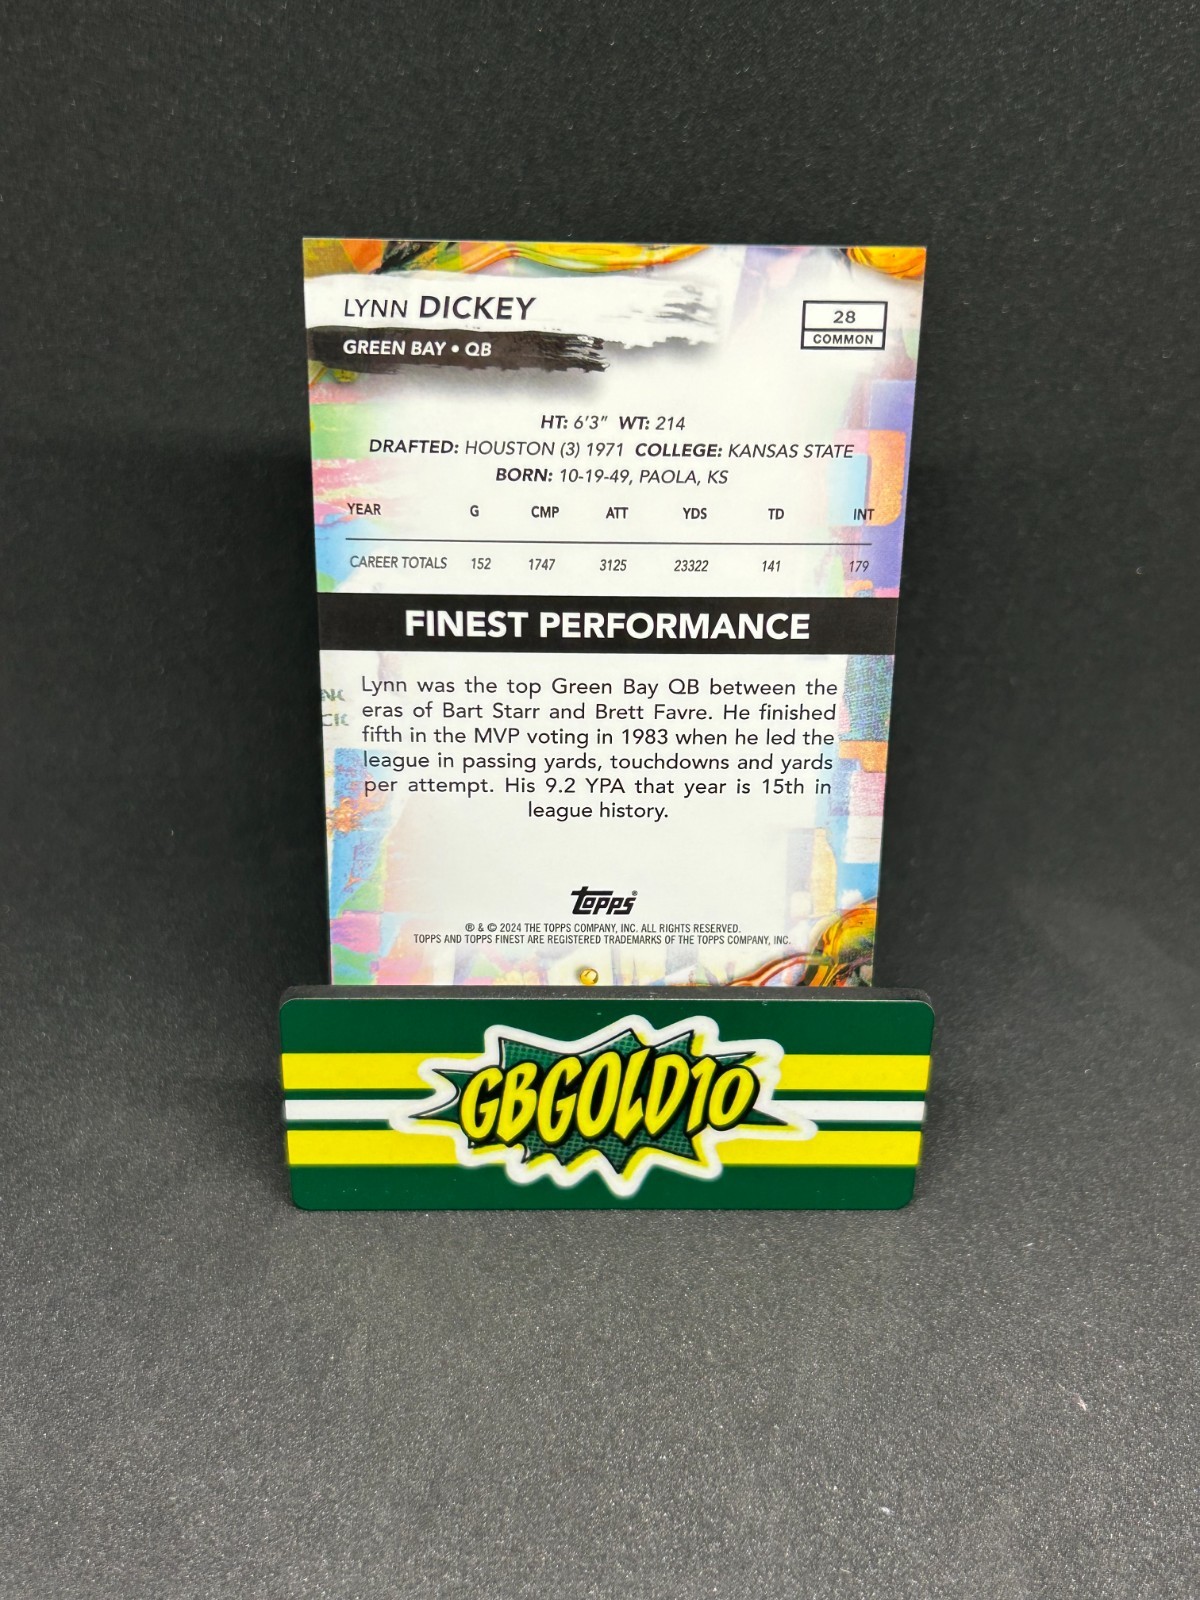 LYNN DICKEY
GREEN BAY • QB
28
COMMON
HT: 6'3" WT: 214
DRAFTED: HOUSTON (3) 1971 COLLEGE: KANSAS STATE
BORN: 10-19-49, PAOLA, KS
YEAR G CMP ATT YDS TD INT
CAREER TOTALS 152 1747 3125 23322 141 179
FINEST PERFORMANCE
Lynn was the top Green Bay QB between the
eras of Bart Starr and Brett Favre. He finished
fifth in the MVP voting in 1983 when he led the
league in passing yards, touchdowns and yards
per attempt. His 9.2 YPA that year is 15th in
league history.
topps®
® & © 2024 THE TOPPS COMPANY, INC. ALL RIGHTS RESERVED.
TOPPS AND TOPPS FINEST ARE REGISTERED TRADEMARKS OF THE TOPPS COMPANY, INC.
GBGOLD10